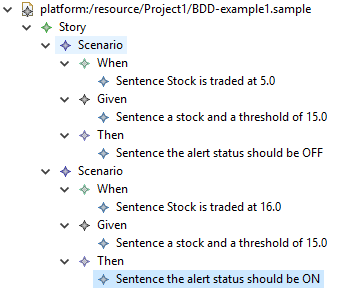 platform:/resource/Project1/BDD-example1.sample
Story
Scenario
When
Sentence Stock is traded at 5.0
Given
Sentence a stock and a threshold of 15.0
Then
Sentence the alert status should be OFF
Scenario
When
Sentence Stock is traded at 16.0
Given
Sentence a stock and a threshold of 15.0
Then
Sentence the alert status should be ON